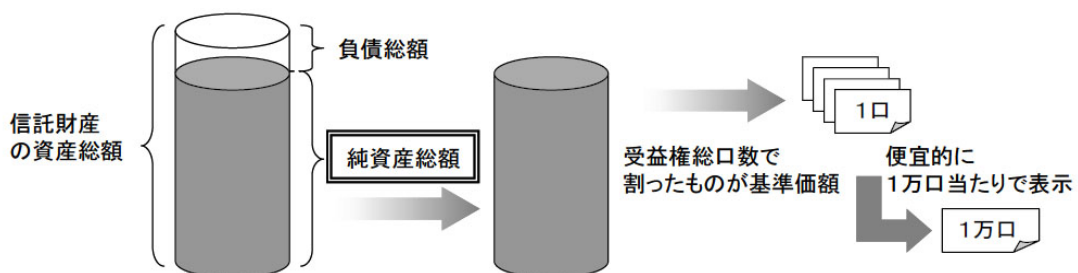 負債総額
信託財産
の資産総額
純資産総額
受益権総口数で
割ったものが基準価額
1口
便宜的に
1万口当たりで表示
1万口